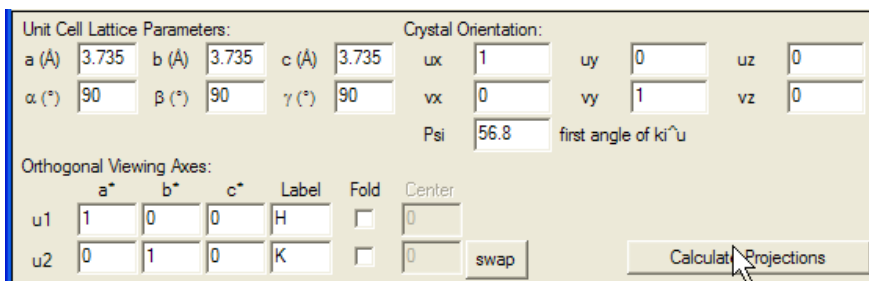 Unit Cell Lattice Parameters: Crystal Orientation:
a (Å) 3.735 b (Å) 3.735 c (Å) 3.735 ux 1 uy 0 uz 0
α (°) 90 β (°) 90 γ (°) 90 vx 0 vy 1 vz 0
Psi 56.8 first angle of ki^u
Orthogonal Viewing Axes:
a* b* c* Label Fold Center
u1 1 0 0 H 0
u2 0 1 0 K 0 swap Calculate Projections